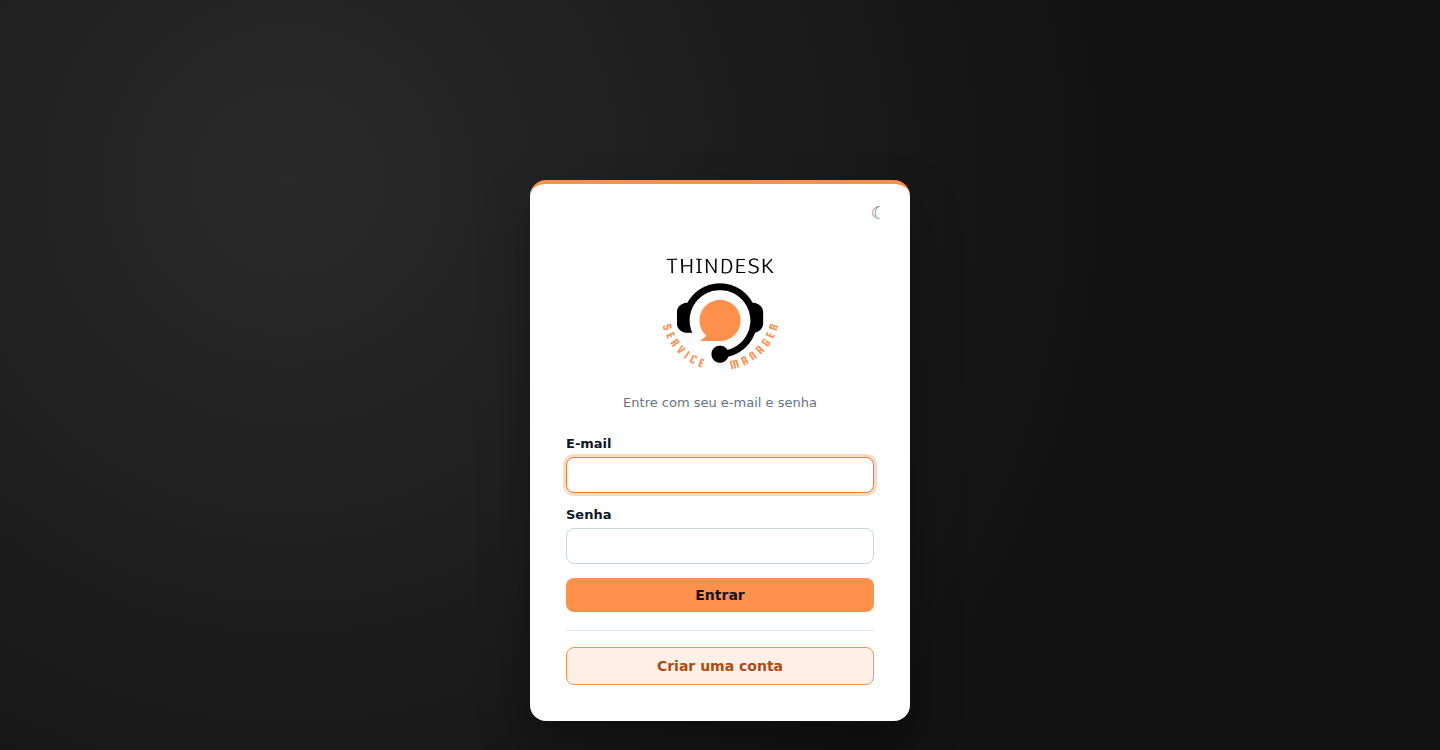 THINDESK
SERVICE MANAGER
Entre com seu e-mail e senha
E-mail
Senha
Entrar
Criar uma conta